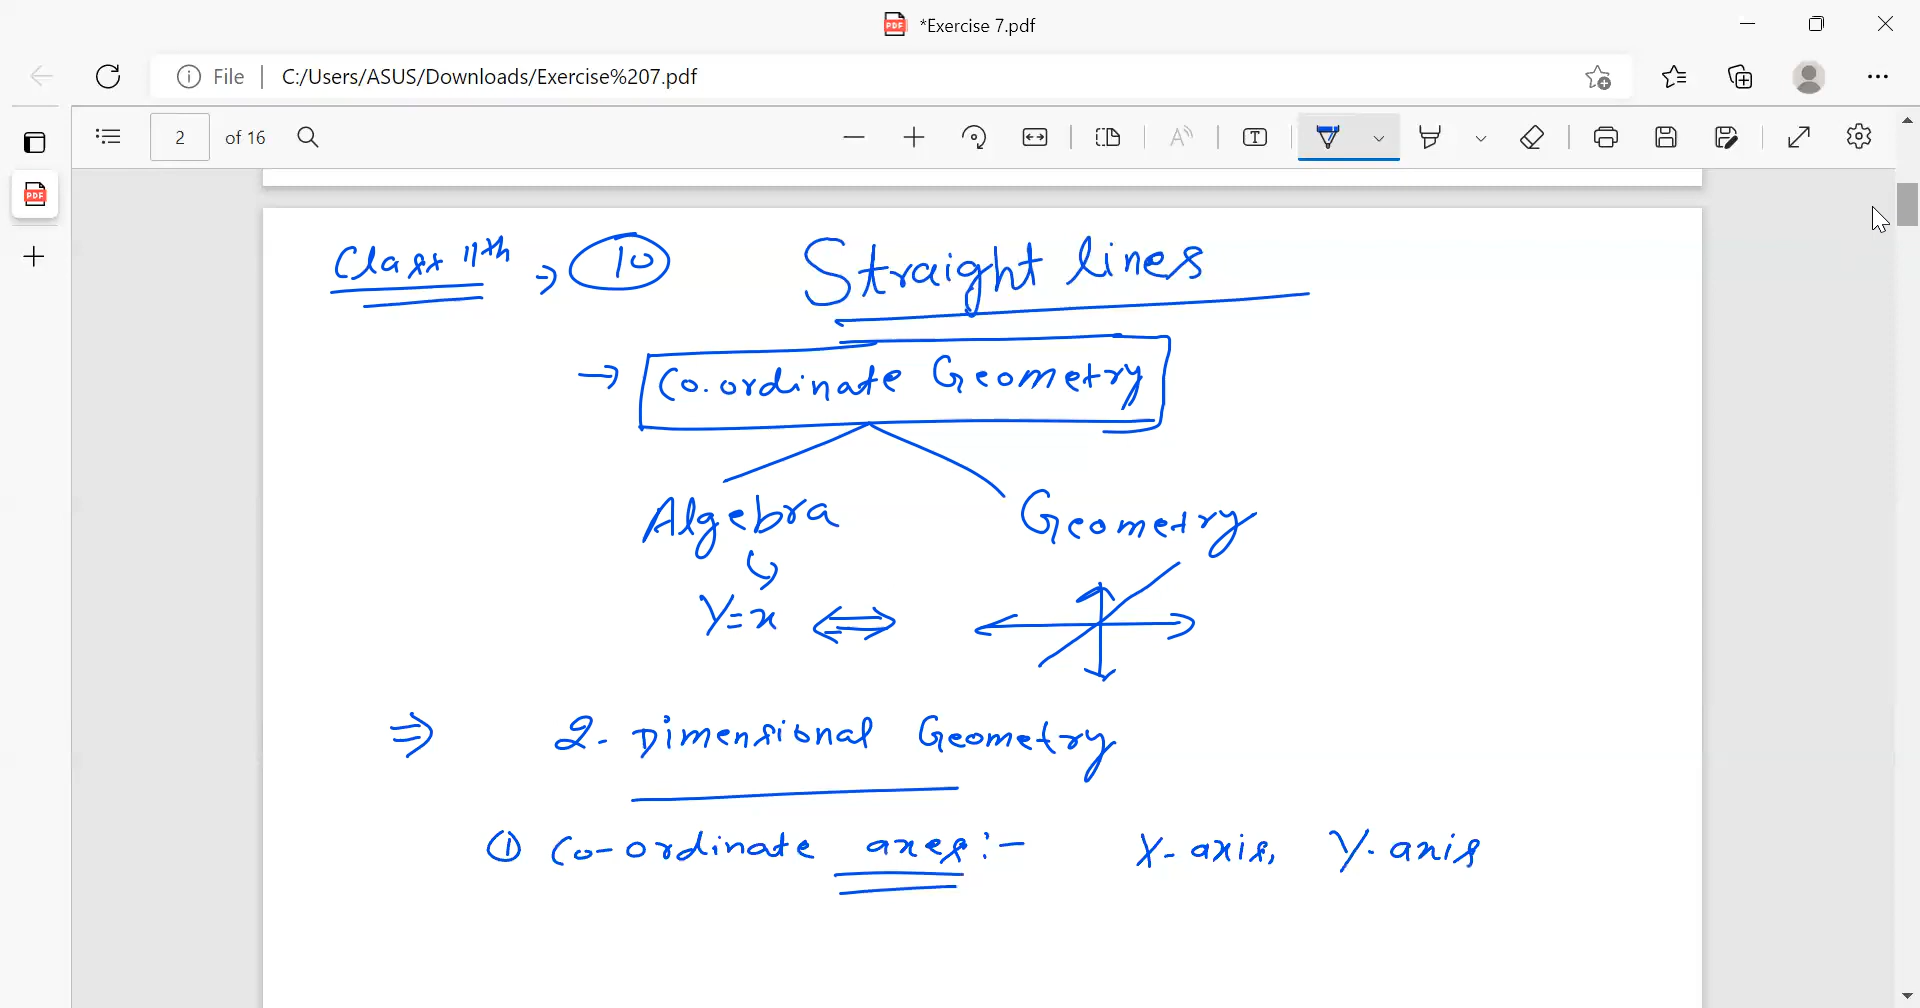 *Exercise 7.pdf
File | C:/Users/ASUS/Downloads/Exercise%207.pdf
2 of 16
Class 11th → 10 Straight lines
→ Co.ordinate Geometry
Algebra Geometry
Y=x ⇔
⇒ 2-Dimensional Geometry
① Co-ordinate axes:- X-axis, Y-axis